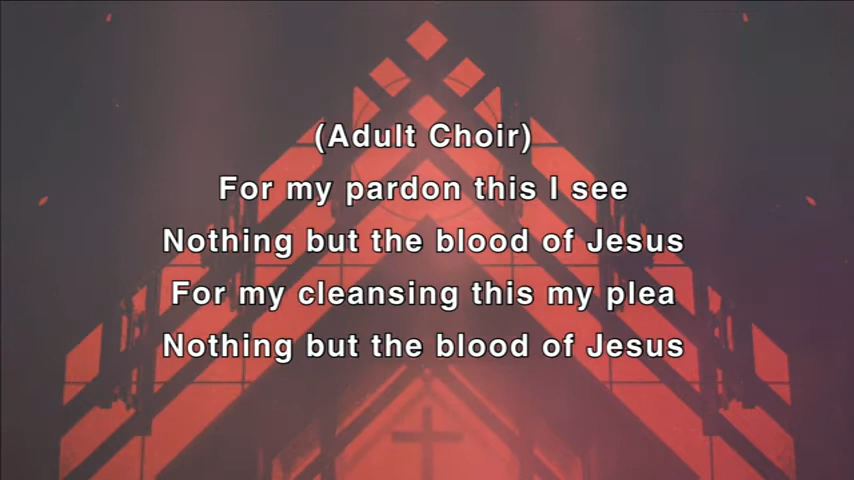 (Adult Choir)
For my pardon this I see
Nothing but the blood of Jesus
For my cleansing this my plea
Nothing but the blood of Jesus